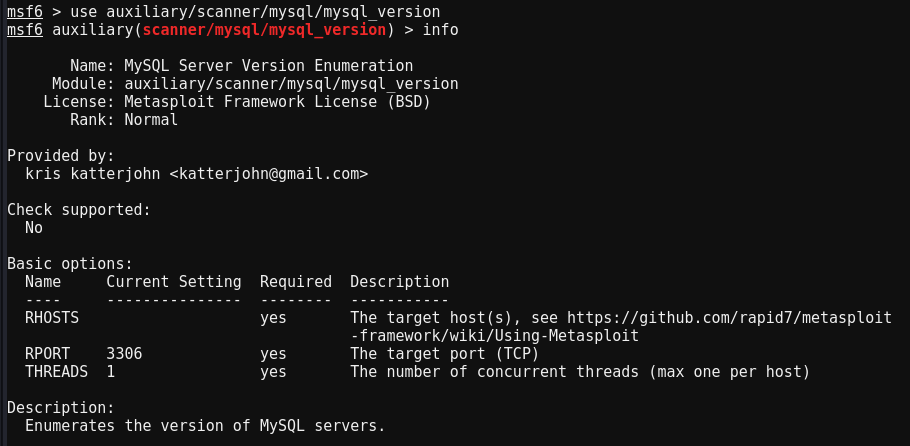 msf6 > use auxiliary/scanner/mysql/mysql_version
msf6 auxiliary(scanner/mysql/mysql_version) > info

       Name: MySQL Server Version Enumeration
     Module: auxiliary/scanner/mysql/mysql_version
    License: Metasploit Framework License (BSD)
       Rank: Normal

Provided by:
  kris katterjohn <katterjohn@gmail.com>

Check supported:
  No

Basic options:
  Name     Current Setting  Required  Description
  ----     ---------------  --------  -----------
  RHOSTS                    yes       The target host(s), see https://github.com/rapid7/metasploit
                                      -framework/wiki/Using-Metasploit
  RPORT    3306             yes       The target port (TCP)
  THREADS  1                yes       The number of concurrent threads (max one per host)

Description:
  Enumerates the version of MySQL servers.